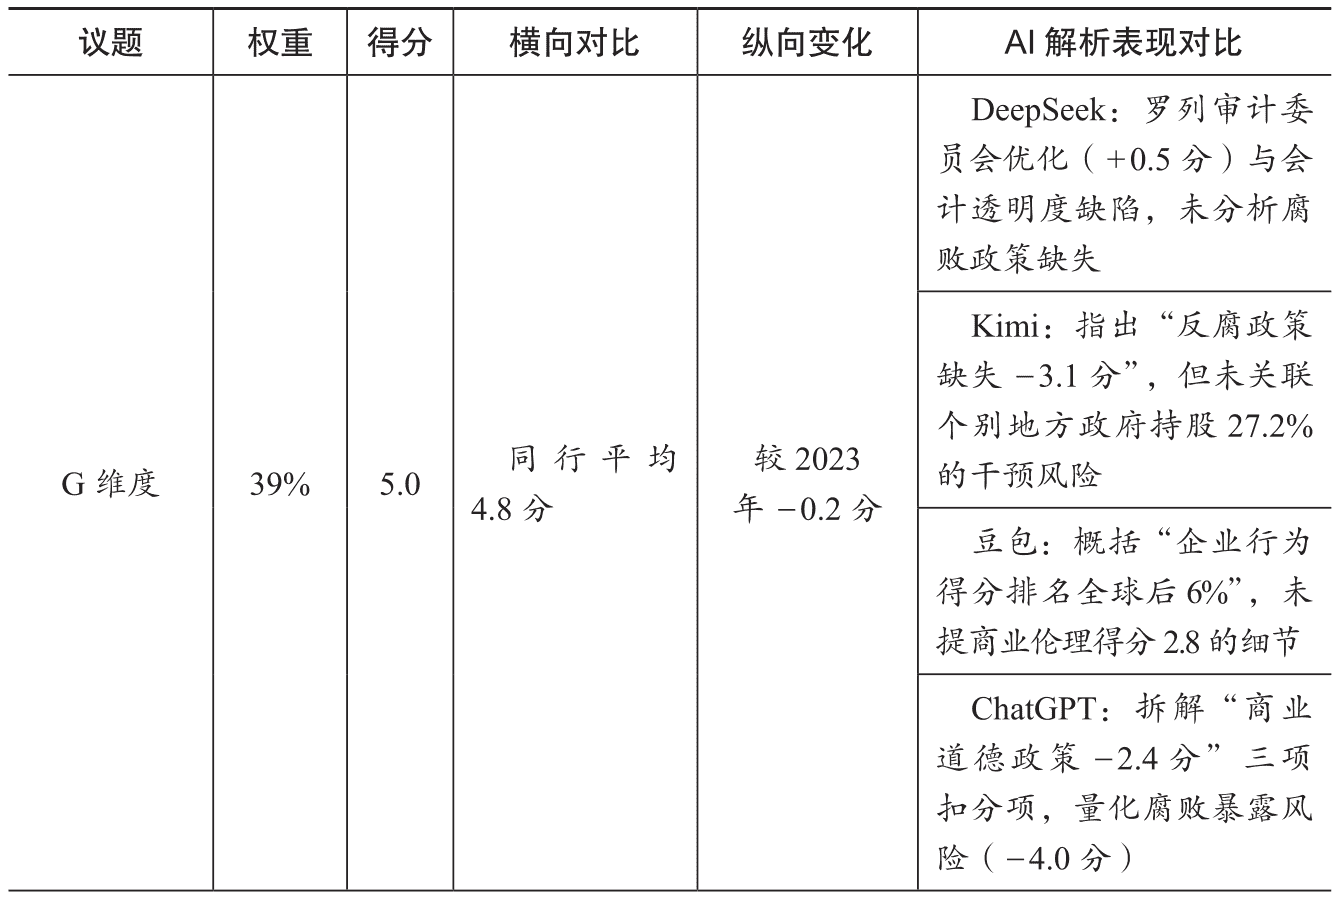 议题 权重 得分 横向对比 纵向变化 AI 解析表现对比
G 维度
39%
5.0
同行平均
4.8 分
较 2023
年 −0.2 分
DeepSeek：罗列审计委
员会优化（+0.5 分）与会
计透明度缺陷，未分析腐
败政策缺失
Kimi：指出“反腐政策
缺失 −3.1 分”，但未关联
个别地方政府持股 27.2%
的干预风险
豆包：概括“企业行为
得分排名全球后 6%”，未
提商业伦理得分 2.8 的细节
ChatGPT：拆解“商业
道德政策 −2.4 分”三项
扣分项，量化腐败暴露风
险（−4.0 分）